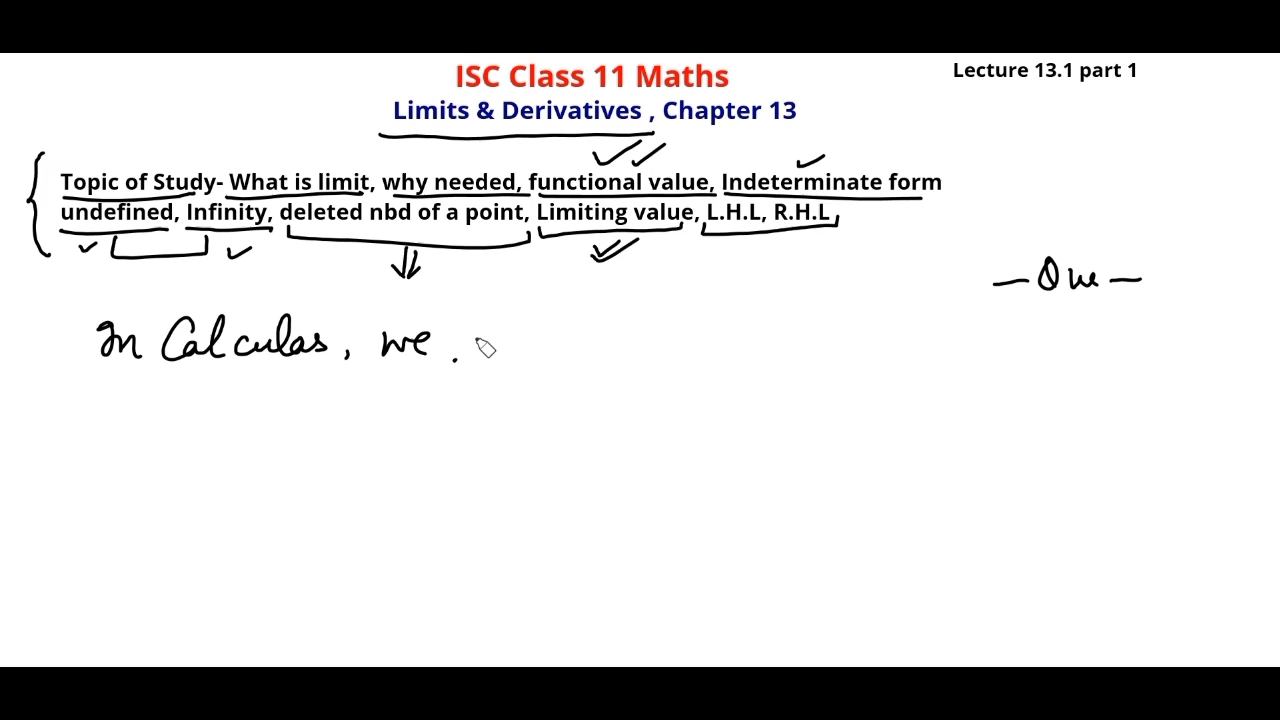 ISC Class 11 Maths
Lecture 13.1 part 1
Limits & Derivatives , Chapter 13
Topic of Study- What is limit, why needed, functional value, Indeterminate form
undefined, Infinity, deleted nbd of a point, Limiting value, L.H.L, R.H.L
In Calculas, we .